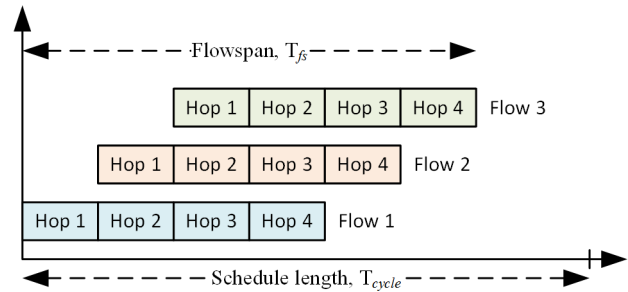 Flowspan, Tfs
Hop 1 Hop 2 Hop 3 Hop 4 Flow 3
Hop 1 Hop 2 Hop 3 Hop 4 Flow 2
Hop 1 Hop 2 Hop 3 Hop 4 Flow 1
Schedule length, Tcycle